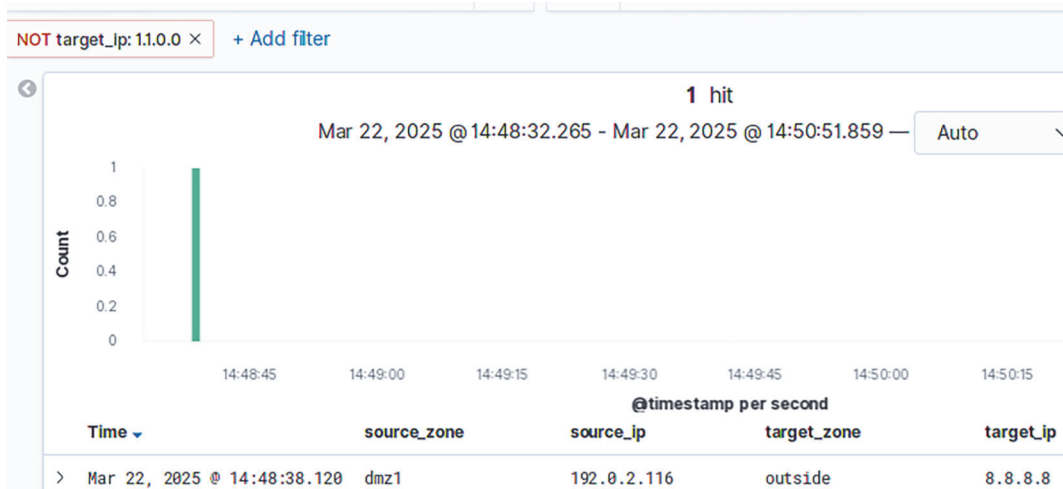 NOT target_ip: 1.1.0.0 × + Add filter
1 hit
Mar 22, 2025 @ 14:48:32.265 - Mar 22, 2025 @ 14:50:51.859 — Auto
1
0.8
0.6
0.4
0.2
0
Count
14:48:45 14:49:00 14:49:15 14:49:30 14:49:45 14:50:00 14:50:15
@timestamp per second
Time source_zone source_ip target_zone target_ip
> Mar 22, 2025 @ 14:48:38.120 dmz1 192.0.2.116 outside 8.8.8.8